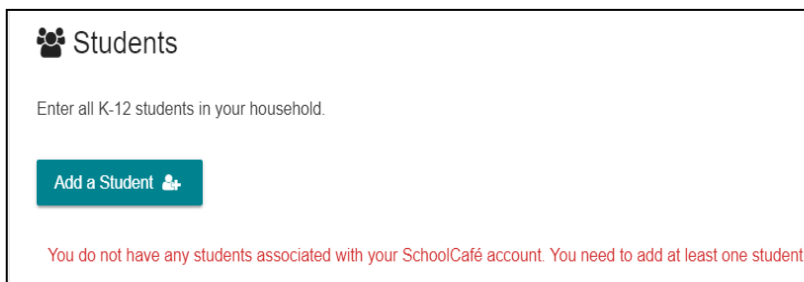 Students
Enter all K-12 students in your household.
Add a Student
You do not have any students associated with your SchoolCafé account. You need to add at least one student